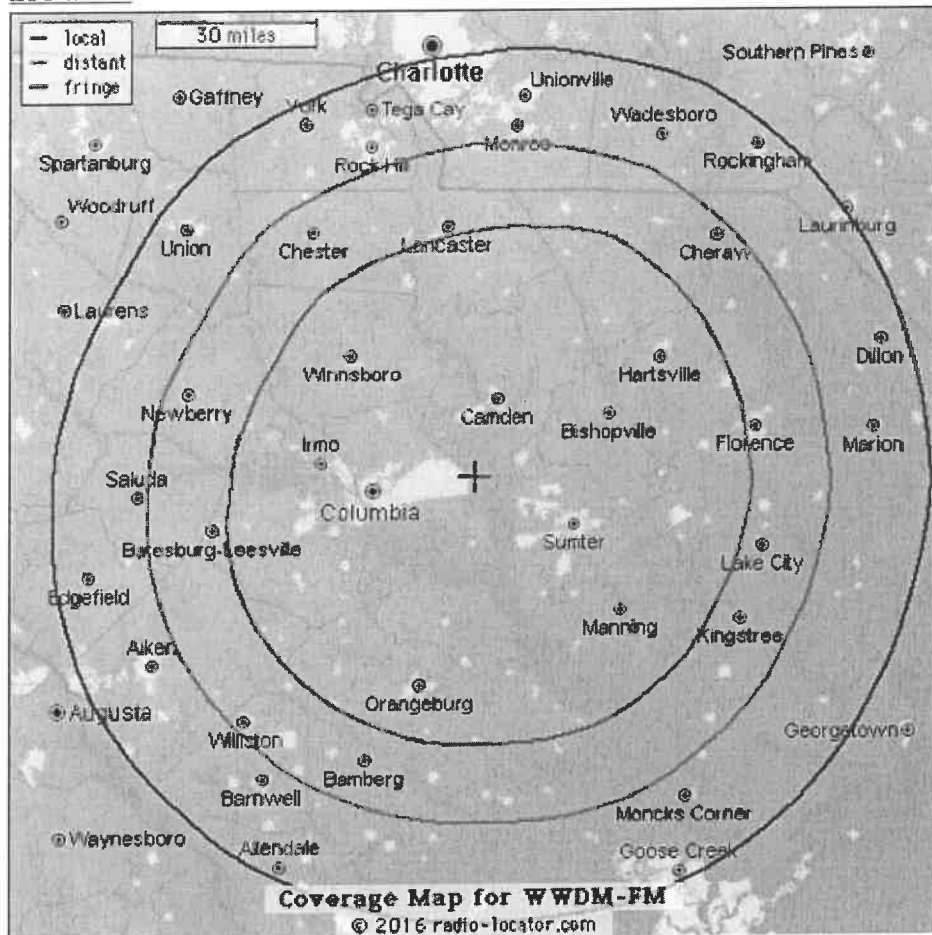 local
distant
fringe
30 miles
Charlotte
Southern Pines
Gaffney
Unionville
York
Tega Cay
Wadesboro
Spartanburg
Rock Hill
Monroe
Rockingham
Woodruff
Laurinburg
Union
Chester
Lancaster
Cheraw
Laurens
Dillon
Winnsboro
Hartsville
Newberry
Camden
Bishopville
Florence
Marion
Irmo
Saluda
Columbia
Sumter
Batesburg-Leesville
Lake City
Edgefield
Manning
Kingstree
Aiken
Orangeburg
Augusta
Williston
Georgetown
Bamberg
Barnwell
Moncks Corner
Waynesboro
Allendale
Goose Creek
Coverage Map for WWDM-FM
© 2016 radio-locator.com